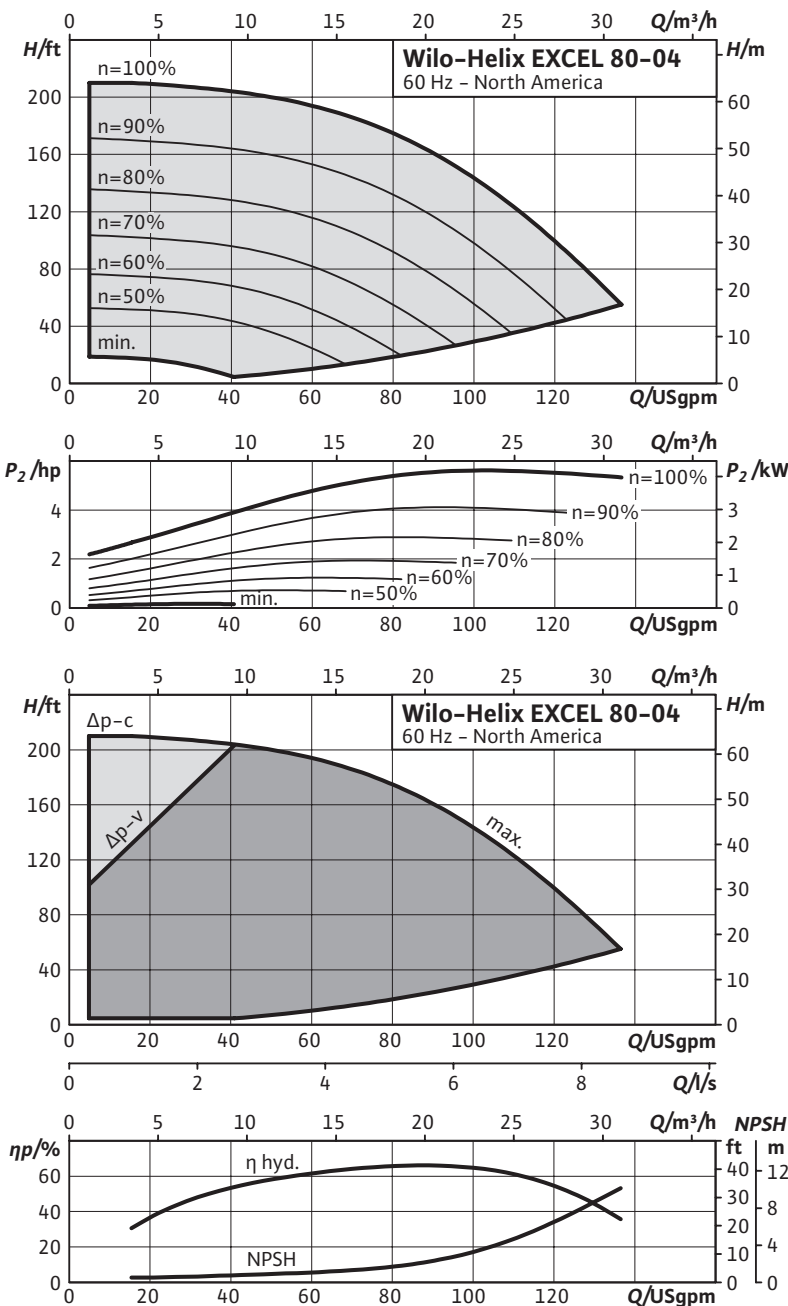 0 5 10 15 20 25 30 Q/m³/h
H/ft H/m
Wilo-Helix EXCEL 80-04
60 Hz – North America
n=100%
200 60
n=90%
160 50
n=80%
40
120
n=70%
30
n=60%
80
20
n=50%
40
min.
10
0 0
20 40 60 80 100 120 Q/USgpm
0 5 10 15 20 25 30 Q/m³/h
P₂ /hp P₂ /kW
n=100%
4 3
n=90%
n=80%
2 2
n=70%
n=60%
1
n=50%
min.
0 0
0 20 40 60 80 100 120 Q/USgpm
0 5 10 15 20 25 30 Q/m³/h
H/ft H/m
Wilo-Helix EXCEL 80-04
60 Hz – North America
Δp-c
200 60
160 50
Δp-v
max.
40
120
30
80
20
40
10
0 0
20 40 60 80 100 120 Q/USgpm
0 2 4 6 8 Q/l/s
0 5 10 15 20 25 30 Q/m³/h NPSH
ηp/% ft m
η hyd.
60 40 12
30
40 8
20
20 4
NPSH
10
0 0 0
20 40 60 80 100 120 Q/USgpm